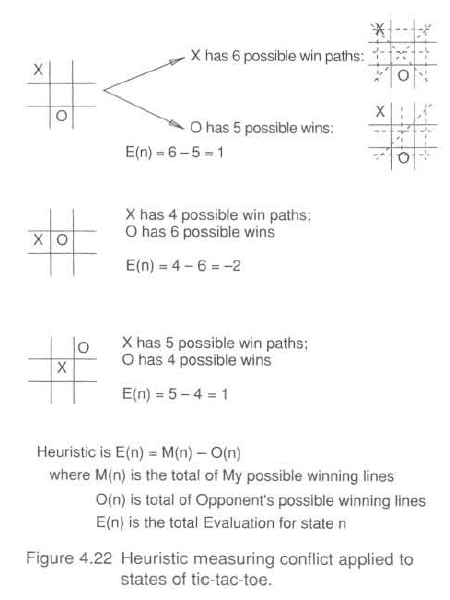 X has 6 possible win paths:
X
O
X
O
O has 5 possible wins:
X
O
E(n) = 6 – 5 = 1
X has 4 possible win paths;
O has 6 possible wins
X O
E(n) = 4 – 6 = –2
X has 5 possible win paths;
O has 4 possible wins
O
X
E(n) = 5 – 4 = 1
Heuristic is E(n) = M(n) – O(n)
where M(n) is the total of My possible winning lines
O(n) is total of Opponent's possible winning lines
E(n) is the total Evaluation for state n
Figure 4.22 Heuristic measuring conflict applied to
states of tic-tac-toe.